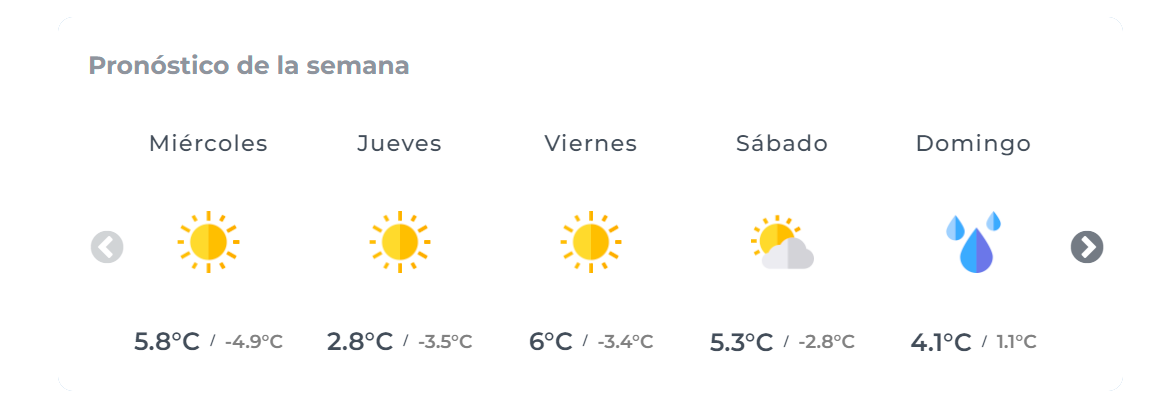 Pronóstico de la semana
Miércoles Jueves Viernes Sábado Domingo
5.8°C / -4.9°C 2.8°C / -3.5°C 6°C / -3.4°C 5.3°C / -2.8°C 4.1°C / 1.1°C